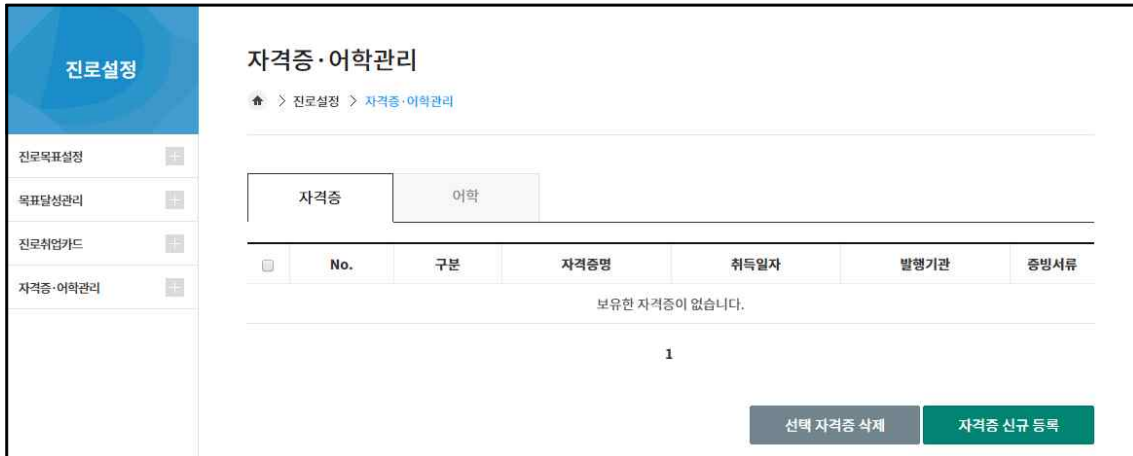 진로설정
진로목표설정
목표달성관리
진로취업카드
자격증·어학관리
자격증·어학관리
> 진로설정 > 자격증·어학관리
자격증 어학
No. 구분 자격증명 취득일자 발행기관 증빙서류
보유한 자격증이 없습니다.
1
선택 자격증 삭제 자격증 신규 등록